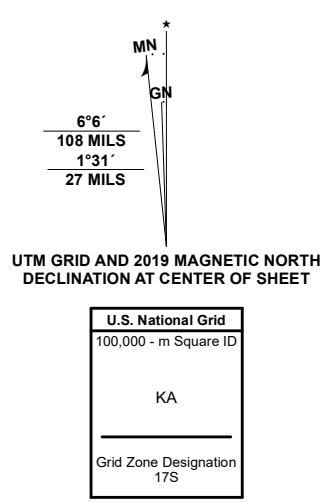 MN
GN
6°6´
108 MILS
1°31´
27 MILS
UTM GRID AND 2019 MAGNETIC NORTH
DECLINATION AT CENTER OF SHEET
U.S. National Grid
100,000 - m Square ID
KA
Grid Zone Designation
17S